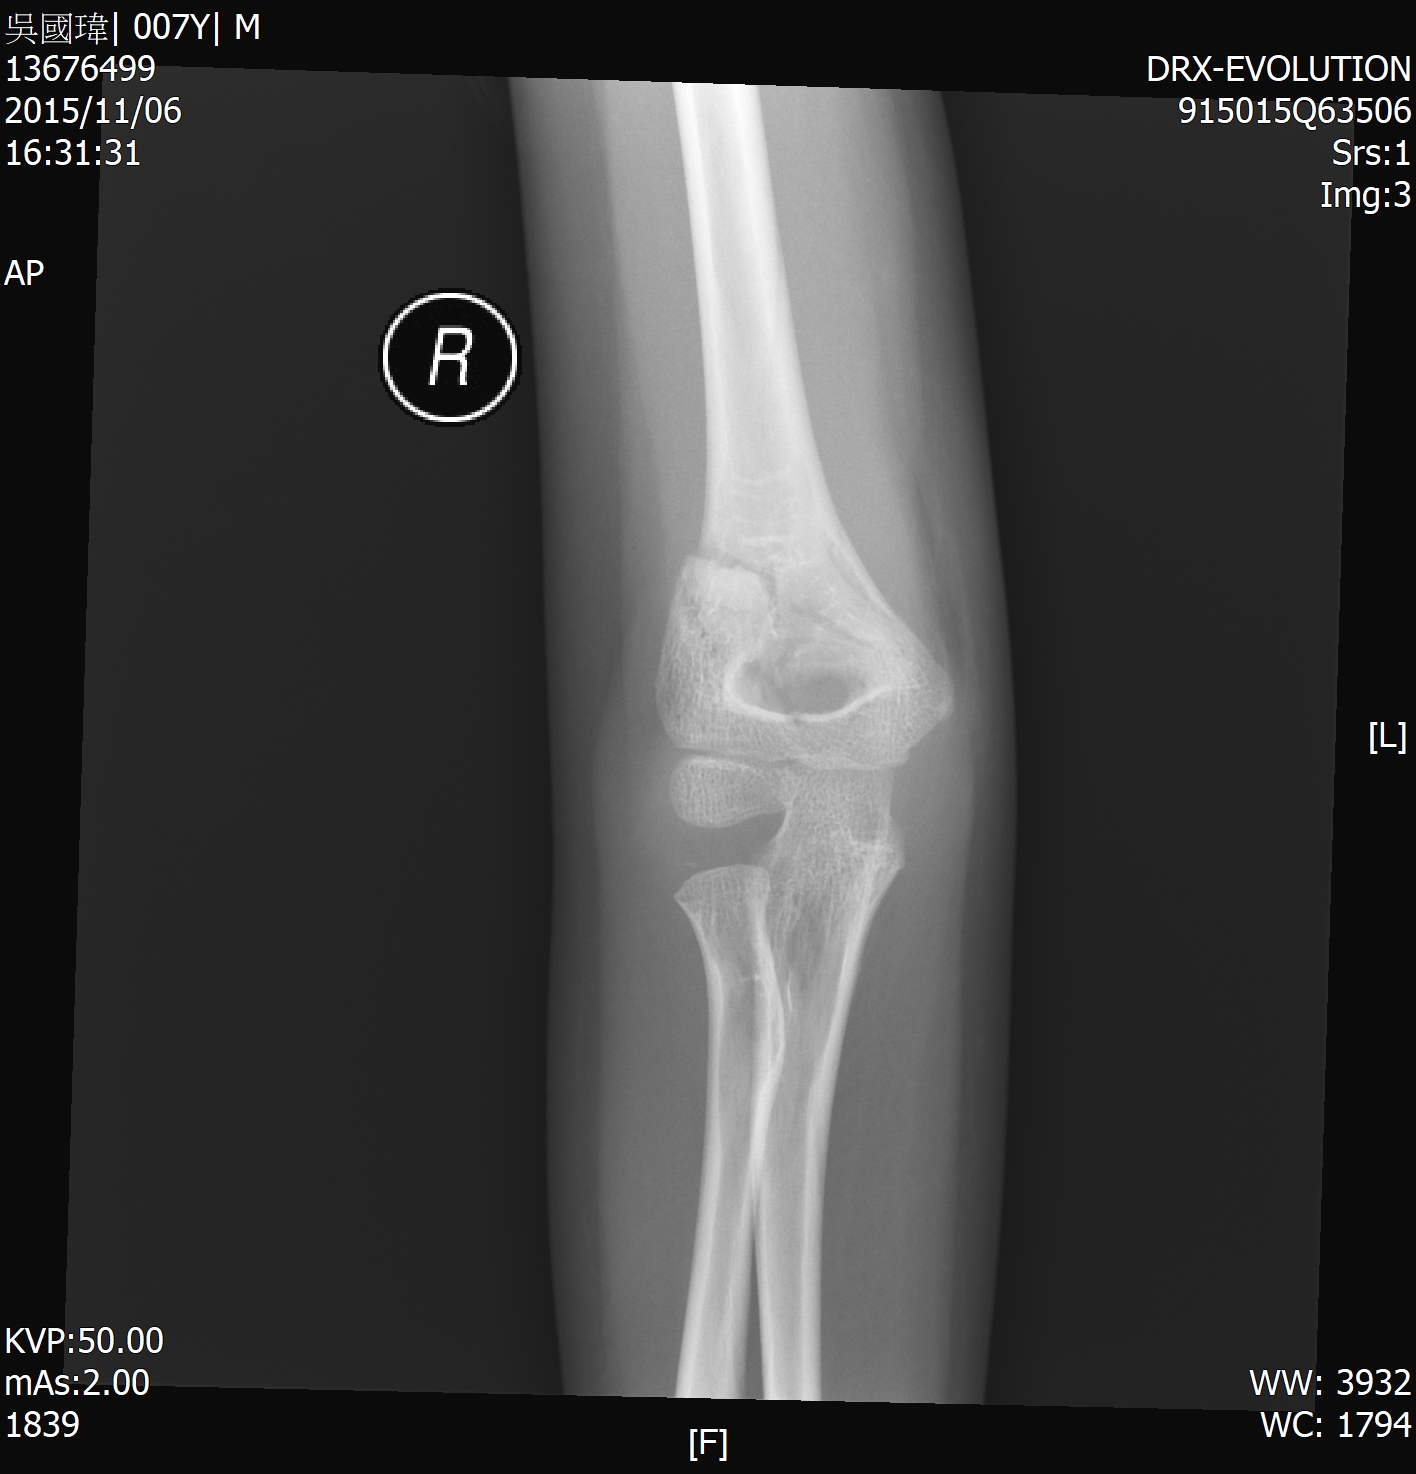 吳國瑋| 007Y| M
13676499
2015/11/06
16:31:31
AP
DRX-EVOLUTION
915015Q63506
Srs:1
Img:3
R
[L]
KVP:50.00
mAs:2.00
1839
[F]
WW: 3932
WC: 1794